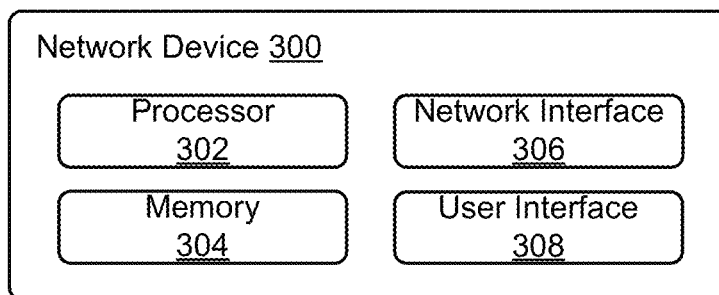 Network Device 300
Processor
302
Network Interface
306
Memory
304
User Interface
308